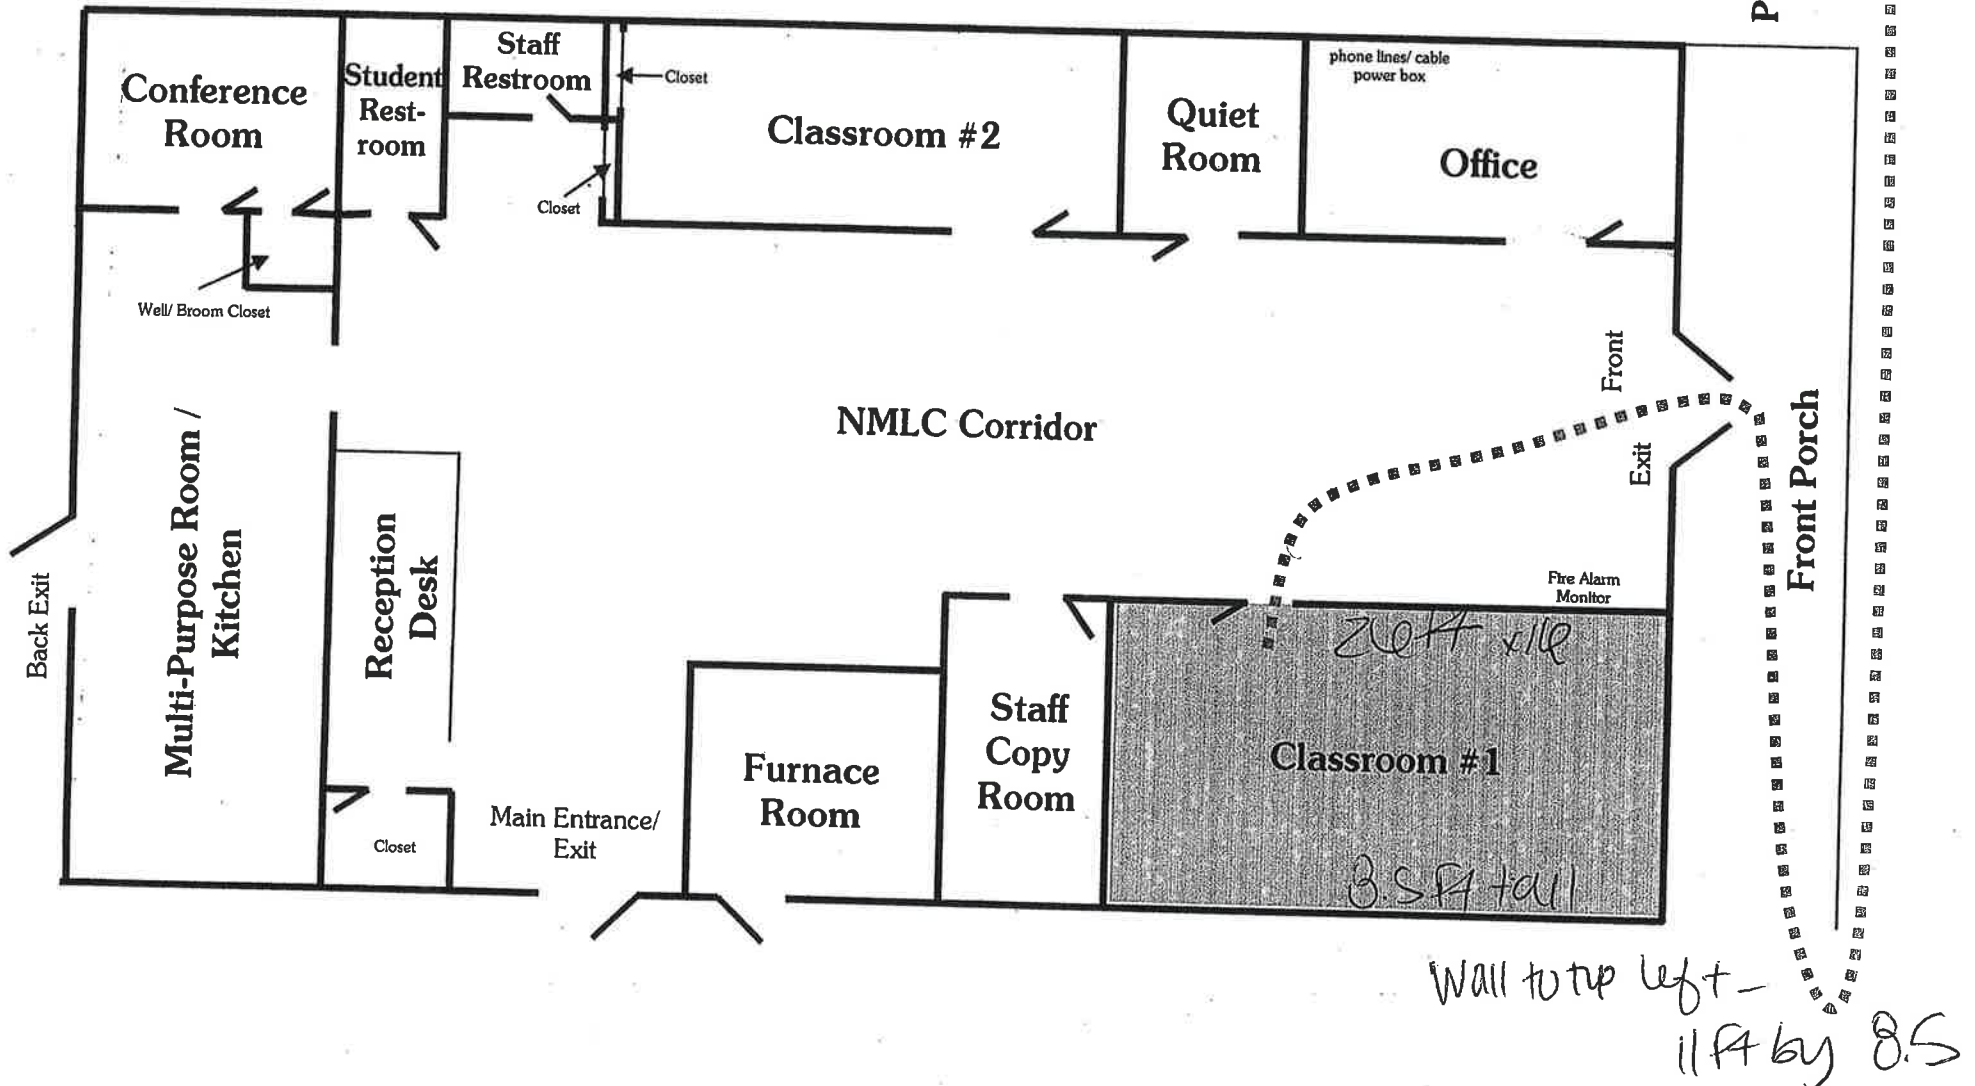 P
Conference
Room
Student
Rest-
room
Staff
Restroom
Closet
Closet
Classroom #2
Quiet
Room
phone lines/ cable
power box
Office
Well/ Broom Closet
NMLC Corridor
Front
Exit
Front Porch
Multi-Purpose Room /
Kitchen
Back Exit
Reception
Desk
Closet
Main Entrance/
Exit
Furnace
Room
Staff
Copy
Room
Fire Alarm
Monitor
26ft x16
Classroom #1
8.5 ft tall
Wall to top left -
11ft by 8.5